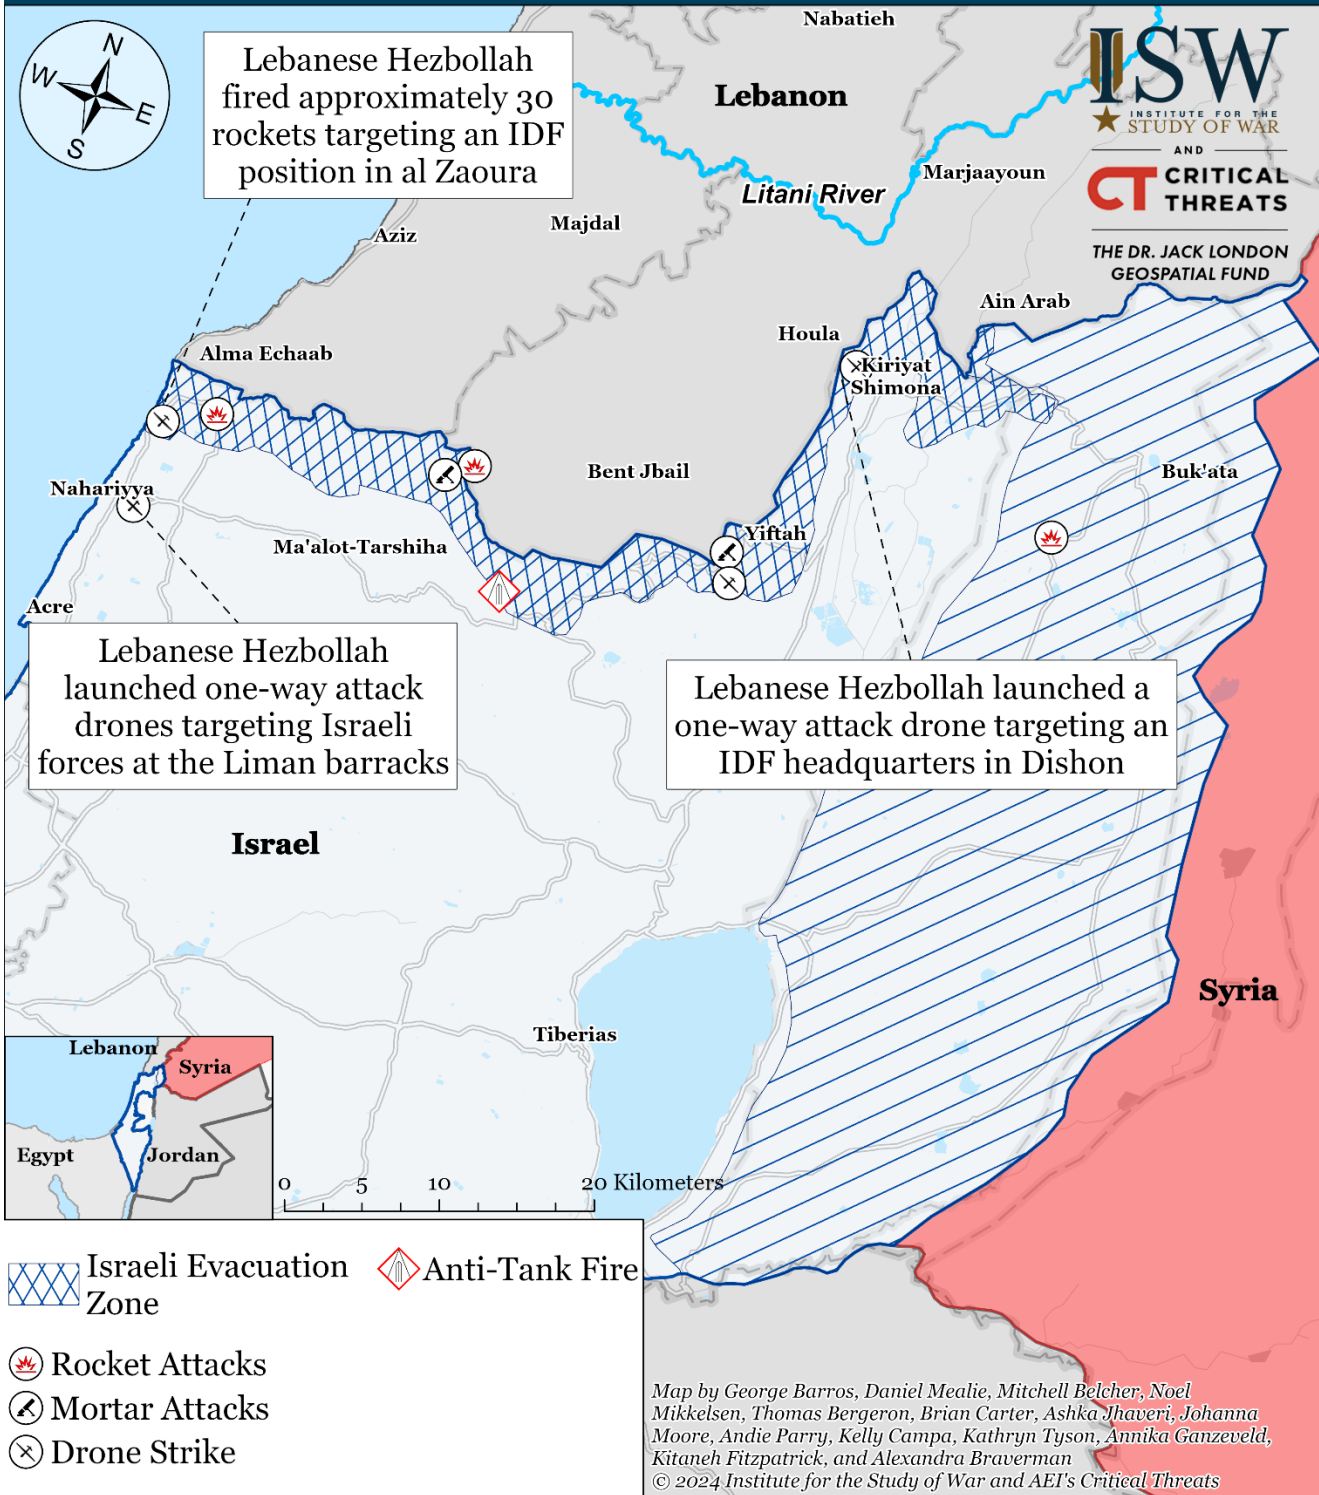 N
W
E
S
Lebanese Hezbollah
fired approximately 30
rockets targeting an IDF
position in al Zaoura
Nabatieh
Lebanon
ISW
INSTITUTE FOR THE
STUDY OF WAR
AND
CT CRITICAL
THREATS
THE DR. JACK LONDON
GEOSPATIAL FUND
Marjaayoun
Litani River
Majdal
Aziz
Ain Arab
Houla
Alma Echaab
Kiriyat
Shimona
Bent Jbail
Buk'ata
Nahariyya
Yiftah
Ma'alot-Tarshiha
Acre
Lebanese Hezbollah
launched one-way attack
drones targeting Israeli
forces at the Liman barracks
Lebanese Hezbollah launched a
one-way attack drone targeting an
IDF headquarters in Dishon
Israel
Syria
Tiberias
Lebanon
Syria
Egypt
Jordan
0 5 10 20 Kilometers
Israeli Evacuation
Zone
Anti-Tank Fire
Rocket Attacks
Mortar Attacks
Drone Strike
Map by George Barros, Daniel Mealie, Mitchell Belcher, Noel
Mikkelsen, Thomas Bergeron, Brian Carter, Ashka Jhaveri, Johanna
Moore, Andie Parry, Kelly Campa, Kathryn Tyson, Annika Ganzeveld,
Kitaneh Fitzpatrick, and Alexandra Braverman
© 2024 Institute for the Study of War and AEI's Critical Threats